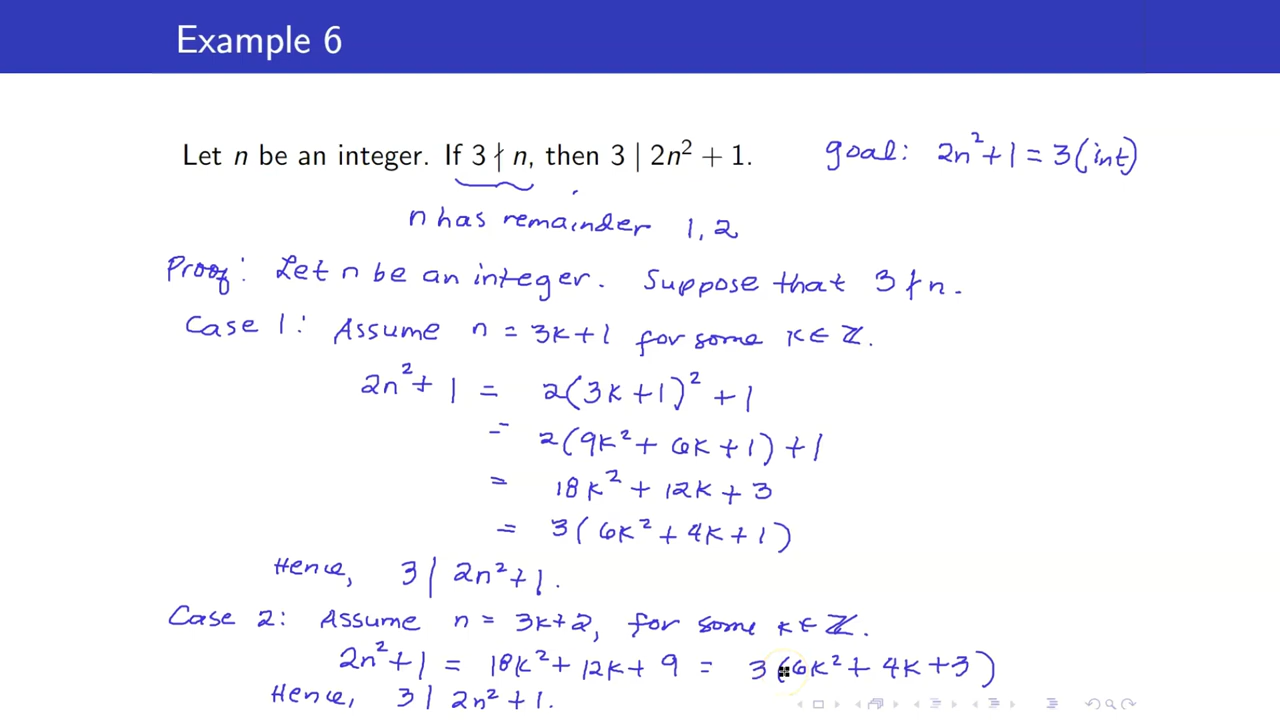 Example 6
Let n be an integer. If 3 ∤ n, then 3 | 2n² + 1. goal: 2n² + 1 = 3(int)
n has remainder 1, 2
Proof: Let n be an integer. Suppose that 3 ∤ n.
Case 1: Assume n = 3k + 1 for some k ∈ ℤ.
2n² + 1 = 2(3k + 1)² + 1
= 2(9k² + 6k + 1) + 1
= 18k² + 12k + 3
= 3(6k² + 4k + 1)
Hence, 3 | 2n² + 1.
Case 2: Assume n = 3k + 2, for some k ∈ ℤ.
2n² + 1 = 18k² + 12k + 9 = 3(6k² + 4k + 3)
Hence, 3 | 2n² + 1.